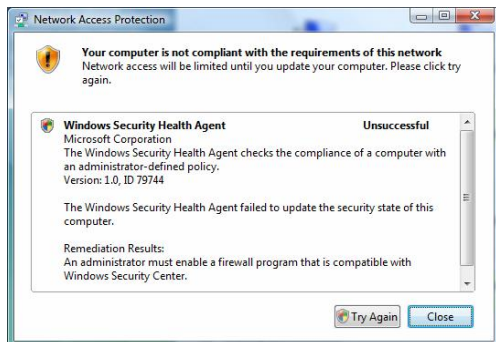 Network Access Protection
Your computer is not compliant with the requirements of this network
Network access will be limited until you update your computer. Please click try
again.
Windows Security Health Agent Unsuccessful
Microsoft Corporation
The Windows Security Health Agent checks the compliance of a computer with
an administrator-defined policy.
Version: 1.0, ID 79744
The Windows Security Health Agent failed to update the security state of this
computer.
Remediation Results:
An administrator must enable a firewall program that is compatible with
Windows Security Center.
Try Again Close